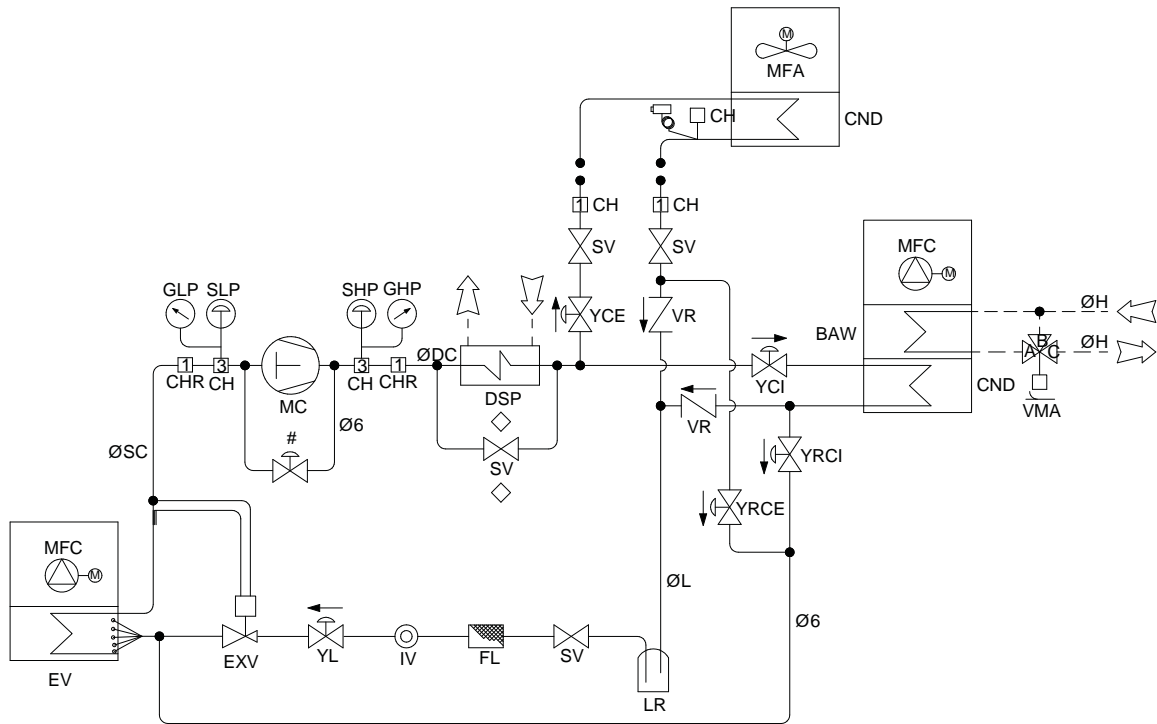 M
MFA
CH
CND
1 CH
1 CH
SV
SV
MFC
M
GLP
SLP
SHP
GHP
YCE
VR
ØH
BAW
B
A C
ØH
1
3
3
1
ØDC
CHR
CH
MC
CH
CHR
DSP
YCI
CND
VMA
#
Ø6
VR
ØSC
SV
YRCI
YRCE
MFC
M
ØL
Ø6
EXV
YL
IV
FL
SV
EV
LR